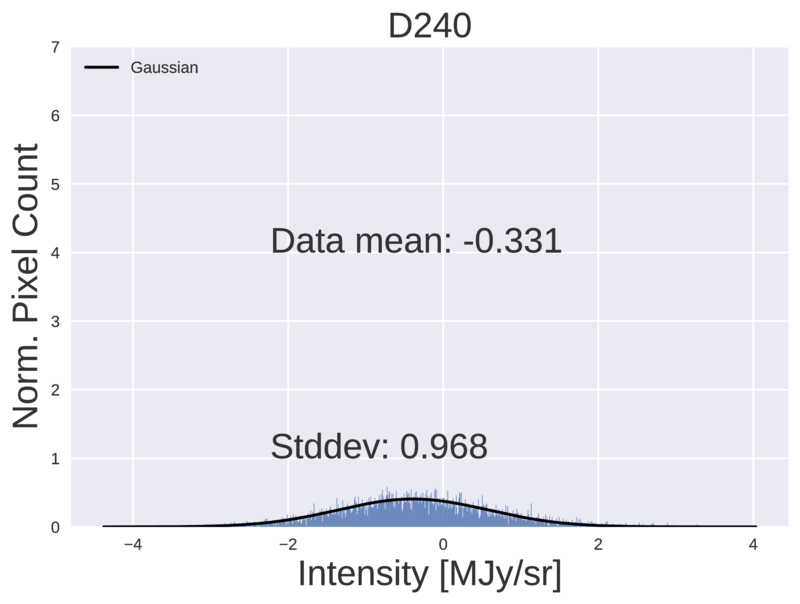 D240
7
Gaussian
6
5
4
3
2
1
0
Norm. Pixel Count
Data mean: -0.331
Stddev: 0.968
−4 −2 0 2 4
Intensity [MJy/sr]